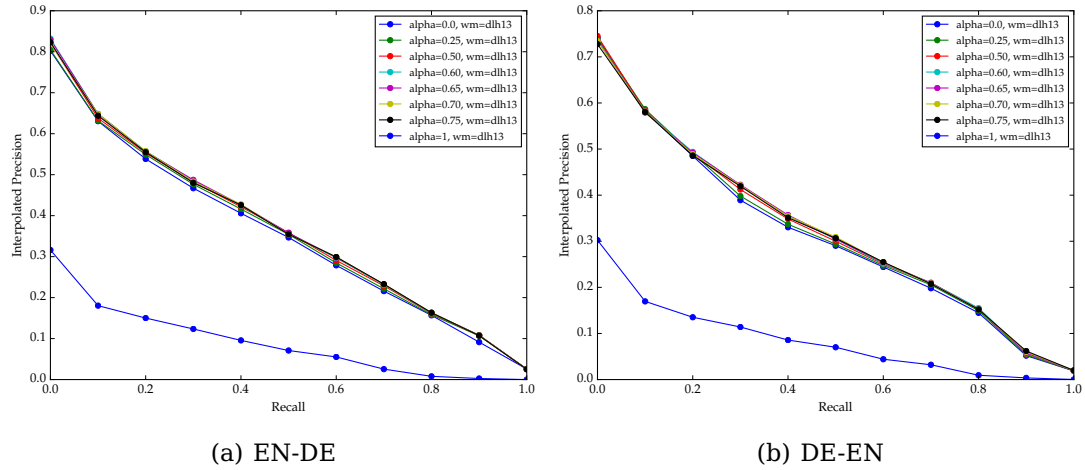 0.9
0.8
0.7
0.6
0.5
0.4
0.3
0.2
0.1
0.0
Interpolated Precision
0.0 0.2 0.4 0.6 0.8 1.0
Recall
alpha=0.0, wm=dlh13
alpha=0.25, wm=dlh13
alpha=0.50, wm=dlh13
alpha=0.60, wm=dlh13
alpha=0.65, wm=dlh13
alpha=0.70, wm=dlh13
alpha=0.75, wm=dlh13
alpha=1, wm=dlh13
(a) EN-DE
0.8
0.7
0.6
0.5
0.4
0.3
0.2
0.1
0.0
Interpolated Precision
0.0 0.2 0.4 0.6 0.8 1.0
Recall
alpha=0.0, wm=dlh13
alpha=0.25, wm=dlh13
alpha=0.50, wm=dlh13
alpha=0.60, wm=dlh13
alpha=0.65, wm=dlh13
alpha=0.70, wm=dlh13
alpha=0.75, wm=dlh13
alpha=1, wm=dlh13
(b) DE-EN